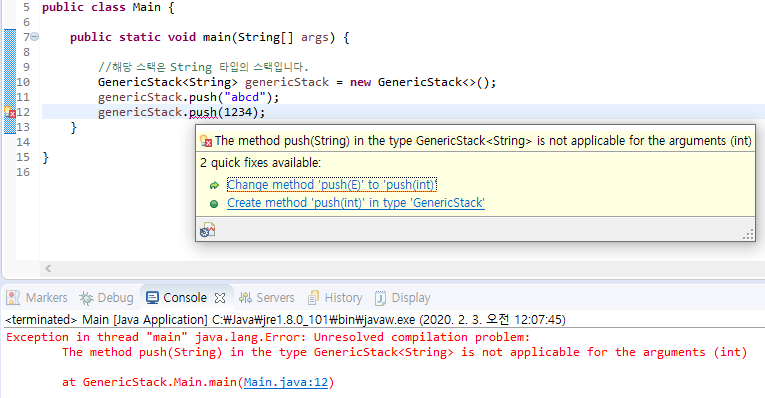 5 public class Main {
6
7 public static void main(String[] args) {
8
9 //해당 스택은 String 타입의 스택입니다.
10 GenericStack<String> genericStack = new GenericStack<>();
11 genericStack.push("abcd");
12 genericStack.push(1234);
13 }
14
15 }
16
The method push(String) in the type GenericStack<String> is not applicable for the arguments (int)
2 quick fixes available:
Change method 'push(E)' to 'push(int)
Create method 'push(int)' in type 'GenericStack'
Markers Debug Console Servers History Display
<terminated> Main [Java Application] C:₩Java₩jre1.8.0_101₩bin₩javaw.exe (2020. 2. 3. 오전 12:07:45)
Exception in thread "main" java.lang.Error: Unresolved compilation problem:
The method push(String) in the type GenericStack<String> is not applicable for the arguments (int)
at GenericStack.Main.main(Main.java:12)